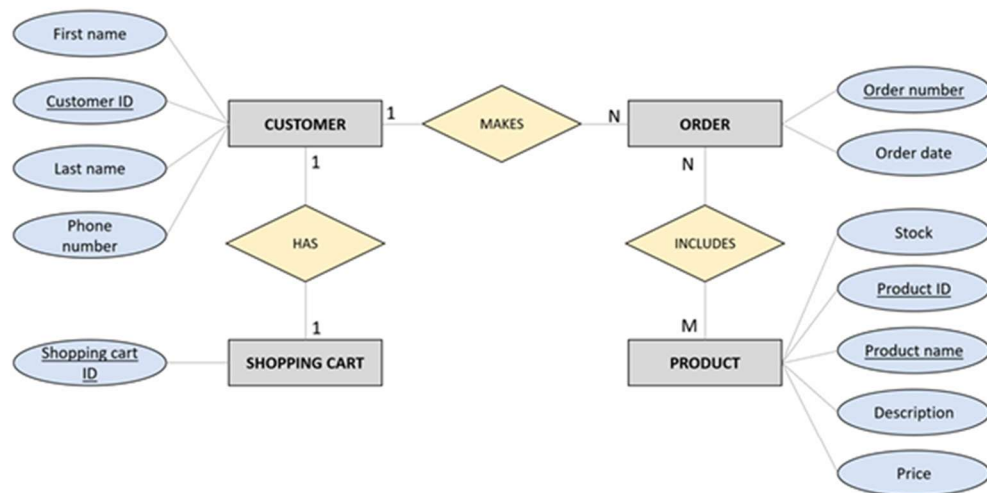 First name
Customer ID
Last name
Phone
number
CUSTOMER
1
MAKES
N
ORDER
Order number
Order date
1
HAS
1
N
INCLUDES
M
Shopping cart
ID
SHOPPING CART
PRODUCT
Stock
Product ID
Product name
Description
Price